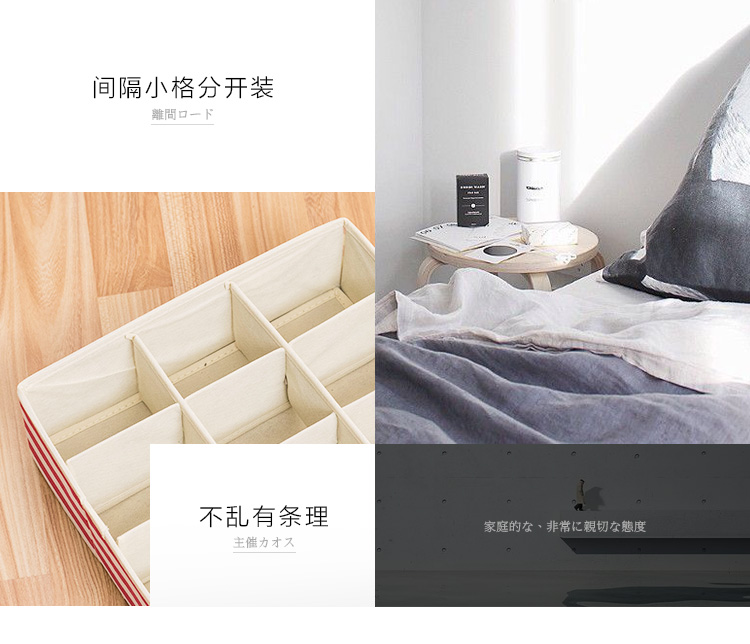 间隔小格分开装
離間ロード
不乱有条理
主催カオス
家庭的な、非常に親切な態度